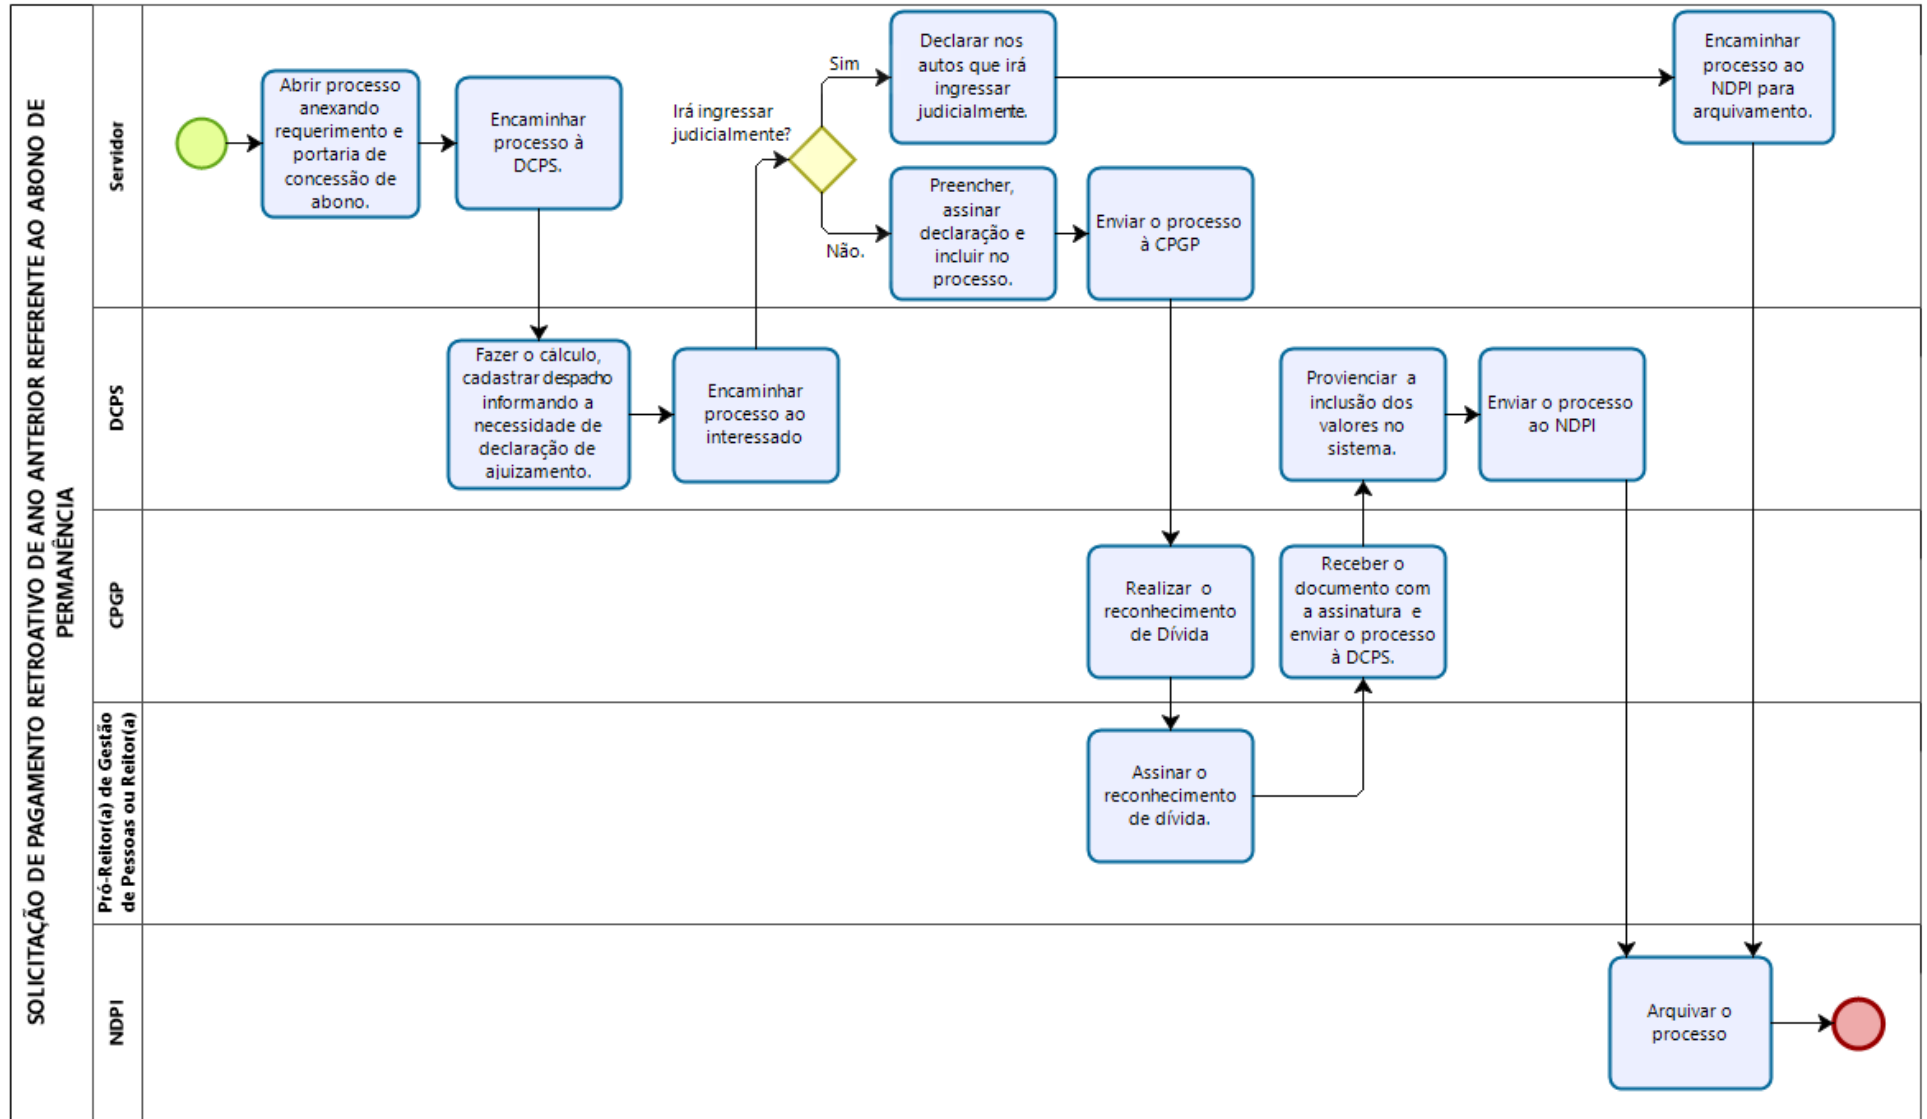 SOLICITAÇÃO DE PAGAMENTO RETROATIVO DE ANO ANTERIOR REFERENTE AO ABONO DE
PERMANÊNCIA
Servidor
Abrir processo
anexando
requerimento e
portaria de
concessão de
abono.
Encaminhar
processo à
DCPS.
Irá ingressar
judicialmente?
Sim
Não.
Declarar nos
autos que irá
ingressar
judicialmente.
Encaminhar
processo ao
NDPI para
arquivamento.
Preencher,
assinar
declaração e
incluir no
processo.
Enviar o processo
à CPGP
DCPS
Fazer o cálculo,
cadastrar despacho
informando a
necessidade de
declaração de
ajuizamento.
Encaminhar
processo ao
interessado
Provienciar a
inclusão dos
valores no
sistema.
Enviar o processo
ao NDPI
CPGP
Realizar o
reconhecimento
de Dívida
Receber o
documento com
a assinatura e
enviar o processo
à DCPS.
Pró-Reitor(a) de Gestão
de Pessoas ou Reitor(a)
Assinar o
reconhecimento
de dívida.
NDPI
Arquivar o
processo